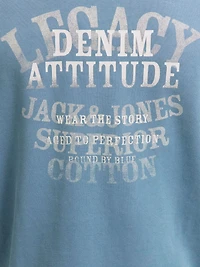 LEGACY
DENIM
ATTITUDE
JACK & JONES
WEAR THE STORY
SUPERIOR
AGED TO PERFECTION
BOUND BY BLUE
COTTON